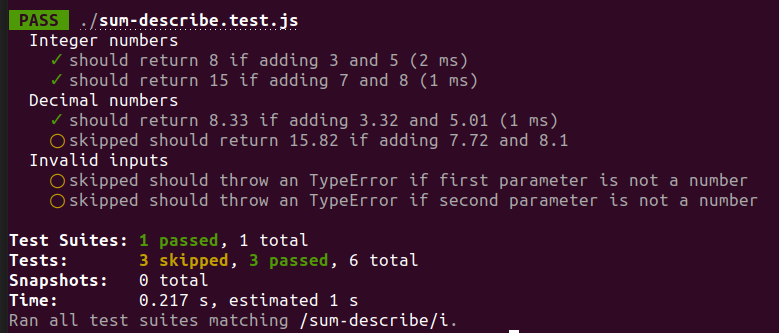 PASS ./sum-describe.test.js
Integer numbers
✓ should return 8 if adding 3 and 5 (2 ms)
✓ should return 15 if adding 7 and 8 (1 ms)
Decimal numbers
✓ should return 8.33 if adding 3.32 and 5.01 (1 ms)
○ skipped should return 15.82 if adding 7.72 and 8.1
Invalid inputs
○ skipped should throw an TypeError if first parameter is not a number
○ skipped should throw an TypeError if second parameter is not a number
Test Suites: 1 passed, 1 total
Tests: 3 skipped, 3 passed, 6 total
Snapshots: 0 total
Time: 0.217 s, estimated 1 s
Ran all test suites matching /sum-describe/i.